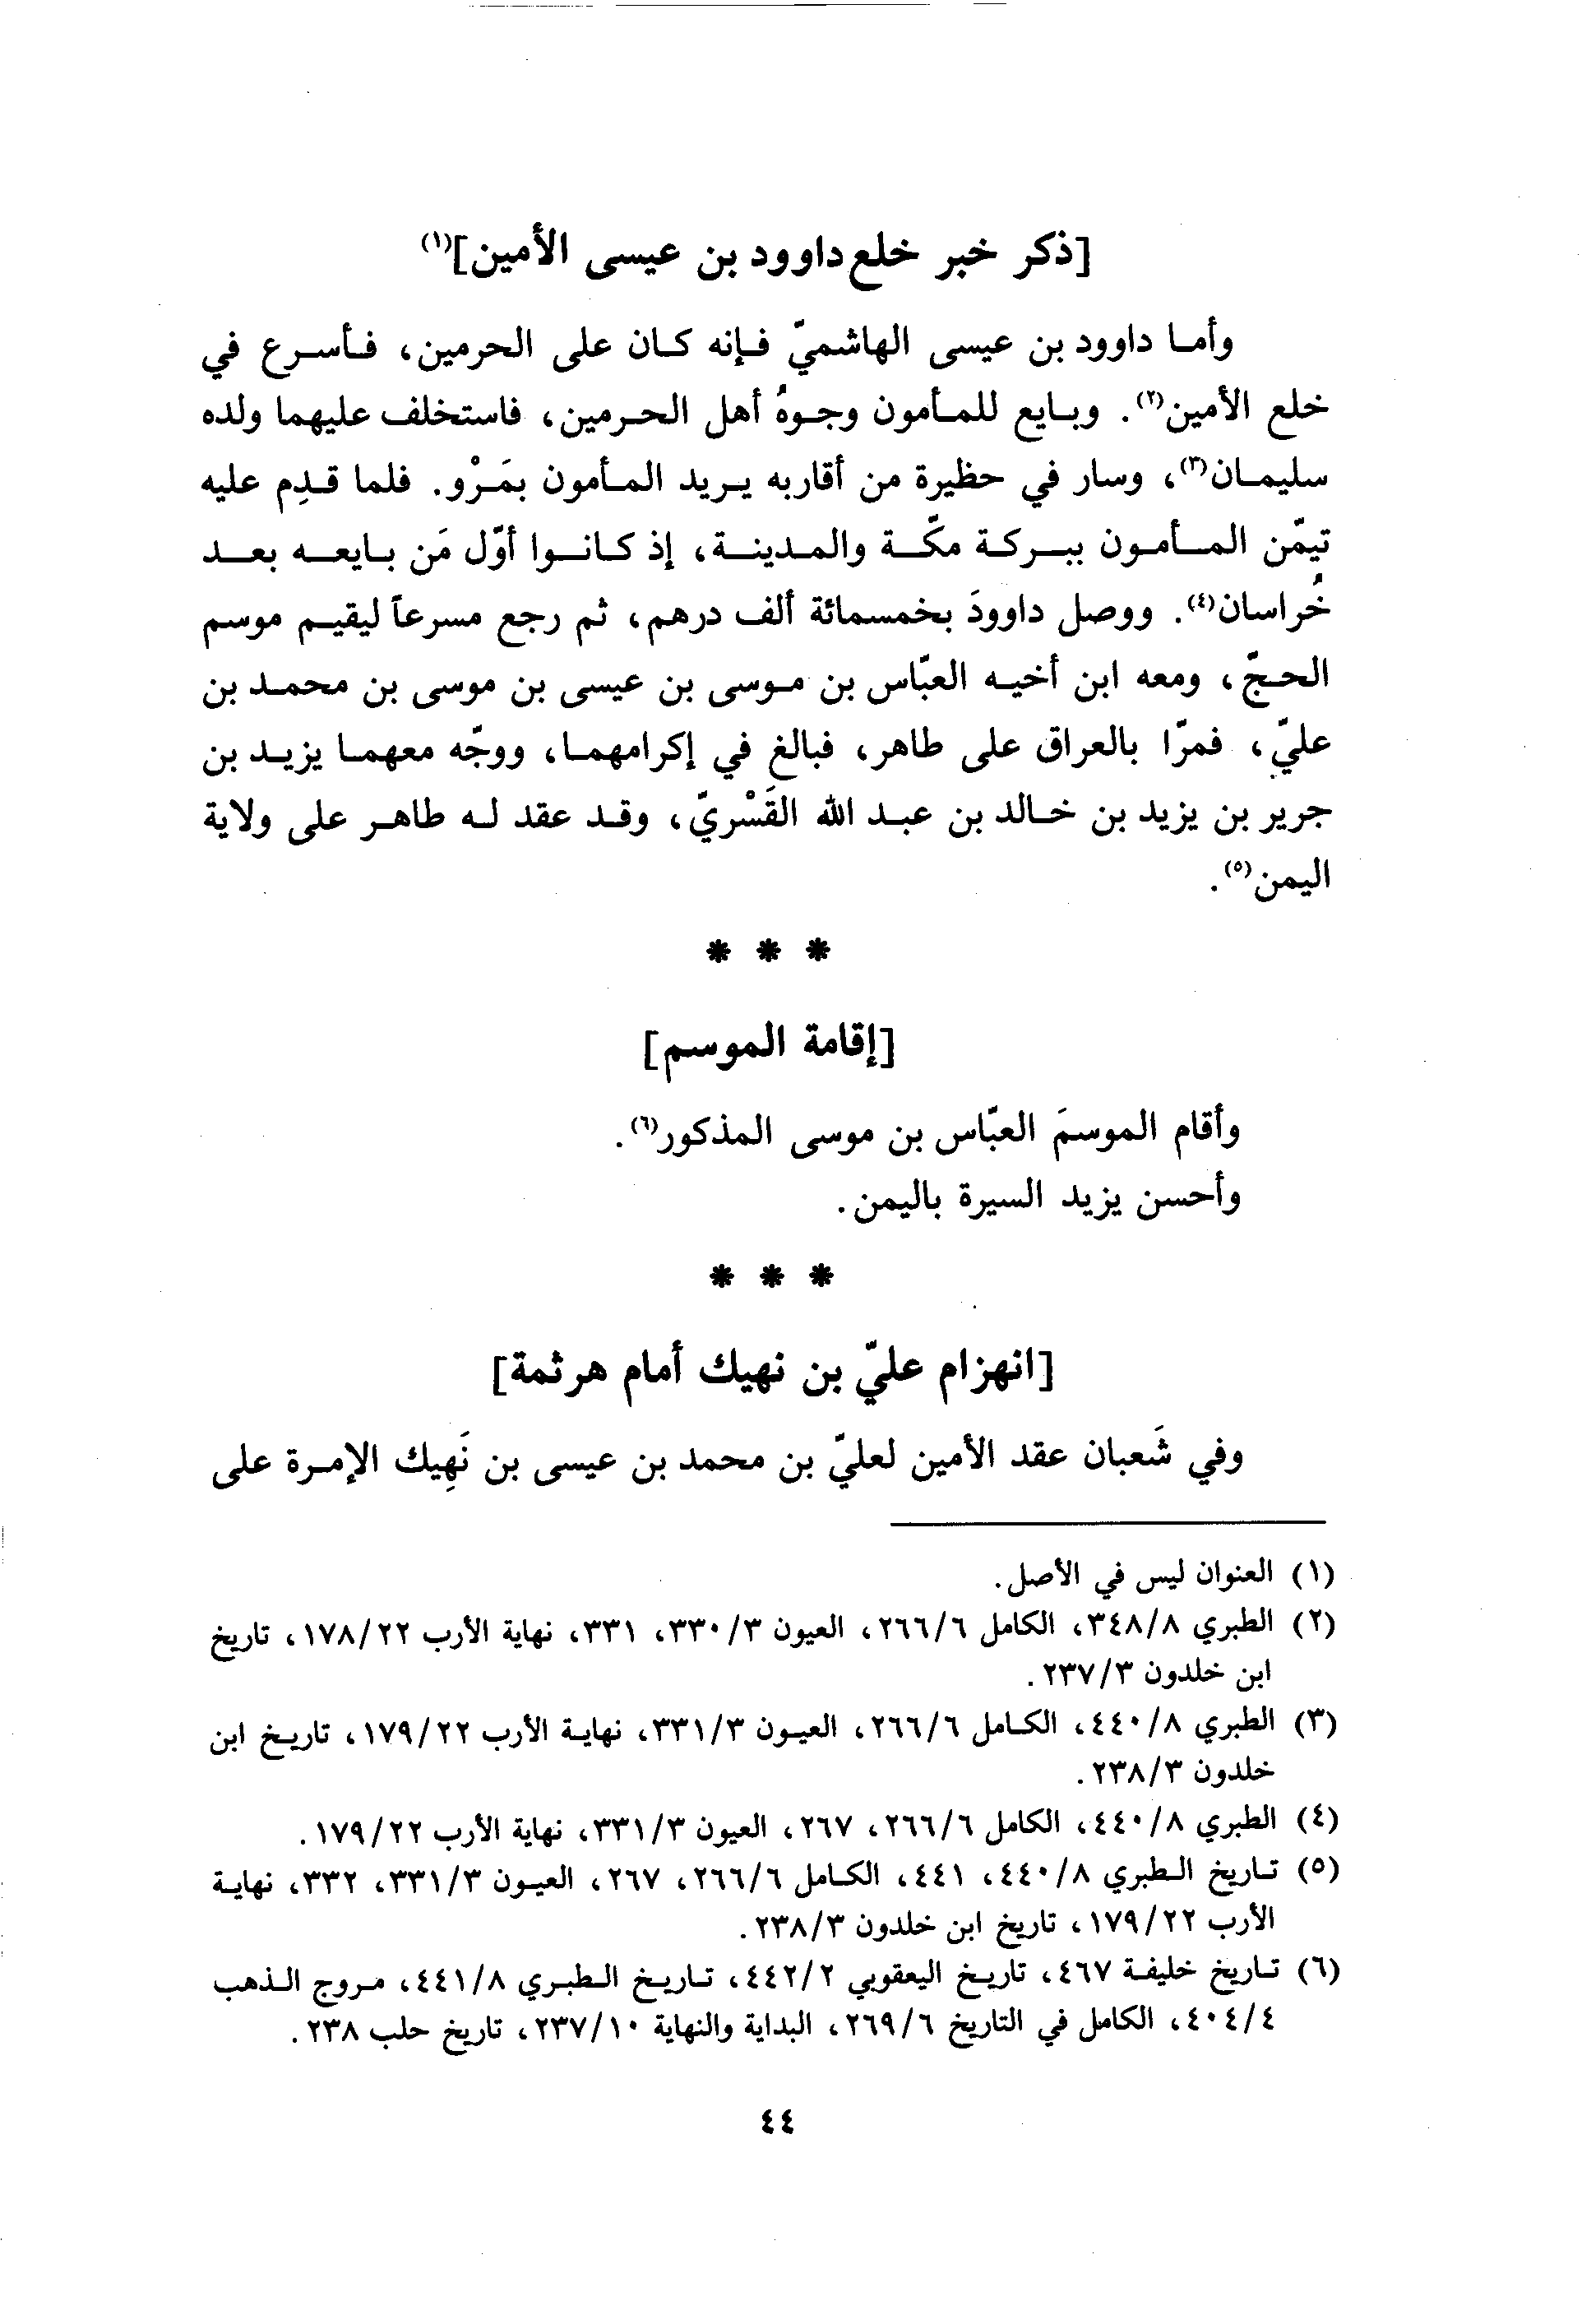 [ذكر خبر خلع داوود بن عيسى الأمين](١)
وأما داوود بن عيسى الهاشميّ فإنه كان على الحرمين، فأسرع في
خلع الأمين(٢). وبايع للمأمون وجوهُ أهل الحرمين، فاستخلف عليهما ولده
سليمان(٣)، وسار في حظيرة من أقاربه يريد المأمون بمَرْو. فلما قدِم عليه
تيمّن المأمون ببركة مكّة والمدينة، إذ كانوا أوّل مَن بايعه بعد
خُراسان(٤). ووصل داوودَ بخمسمائة ألف درهم، ثم رجع مسرعاً ليقيم موسم
الحجّ، ومعه ابن أخيه العبّاس بن موسى بن عيسى بن موسى بن محمد بن
عليّ، فمرّا بالعراق على طاهر، فبالغ في إكرامهما، ووجّه معهما يزيد بن
جرير بن يزيد بن خالد بن عبد الله القَسْريّ، وقد عقد له طاهر على ولاية
اليمن(٥).
* * *
[إقامة الموسم]
وأقام الموسمَ العبّاس بن موسى المذكور(٦).
وأحسن يزيد السيرة باليمن.
* * *
[انهزام عليّ بن نهيك أمام هرثمة]
وفي شَعبان عقد الأمين لعليّ بن محمد بن عيسى بن نَهِيك الإمرة على
(١) العنوان ليس في الأصل.
(٢) الطبري ٣٤٨/٨، الكامل ٢٦٦/٦، العيون ٣٣٠/٣، ٣٣١، نهاية الأرب ١٧٨/٢٢، تاريخ
ابن خلدون ٢٣٧/٣.
(٣) الطبري ٤٤٠/٨، الكامل ٢٦٦/٦، العيون ٣٣١/٣، نهاية الأرب ١٧٩/٢٢، تاريخ ابن
خلدون ٢٣٨/٣.
(٤) الطبري ٤٤٠/٨، الكامل ٢٦٦/٦، ٢٦٧، العيون ٣٣١/٣، نهاية الأرب ١٧٩/٢٢.
(٥) تاريخ الطبري ٤٤٠/٨، ٤٤١، الكامل ٢٦٦/٦، ٢٦٧، العيون ٣٣١/٣، ٣٣٢، نهاية
الأرب ١٧٩/٢٢، تاريخ ابن خلدون ٢٣٨/٣.
(٦) تاريخ خليفة ٤٦٧، تاريخ اليعقوبي ٤٤٢/٢، تاريخ الطبري ٤٤١/٨، مروج الذهب
٤٠٤/٤، الكامل في التاريخ ٢٦٩/٦، البداية والنهاية ٢٣٧/١٠، تاريخ حلب ٢٣٨.
٤٤